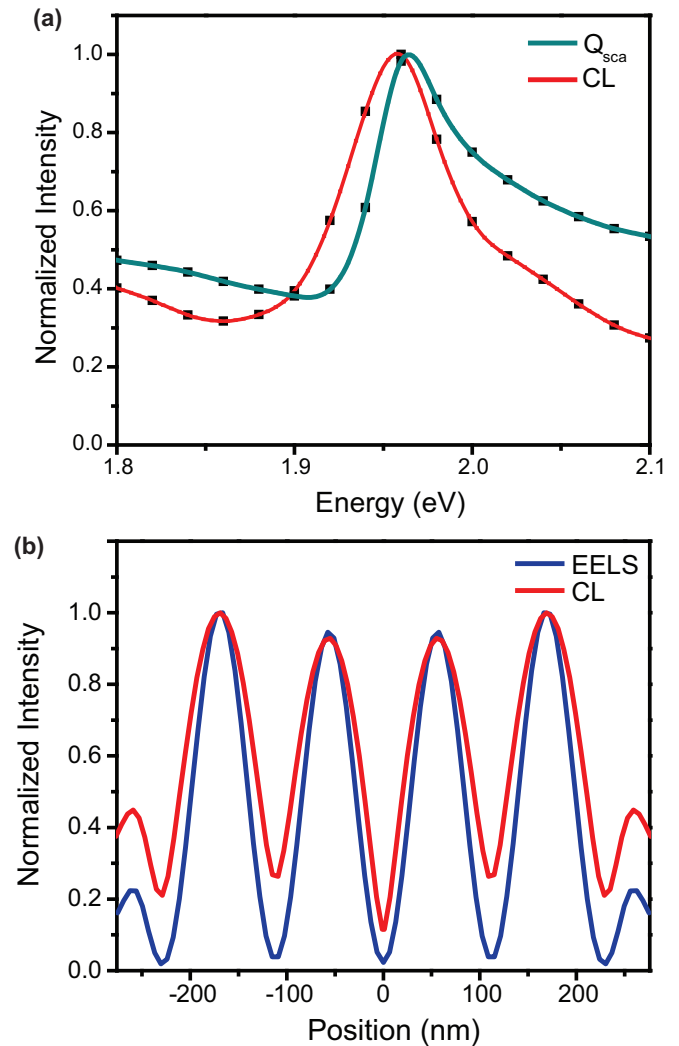 (a)
Q_sca
CL
1.0
0.8
0.6
0.4
0.2
0.0
Normalized Intensity
1.8
1.9
2.0
2.1
Energy (eV)
(b)
EELS
CL
1.0
0.8
0.6
0.4
0.2
0.0
Normalized Intensity
-200
-100
0
100
200
Position (nm)